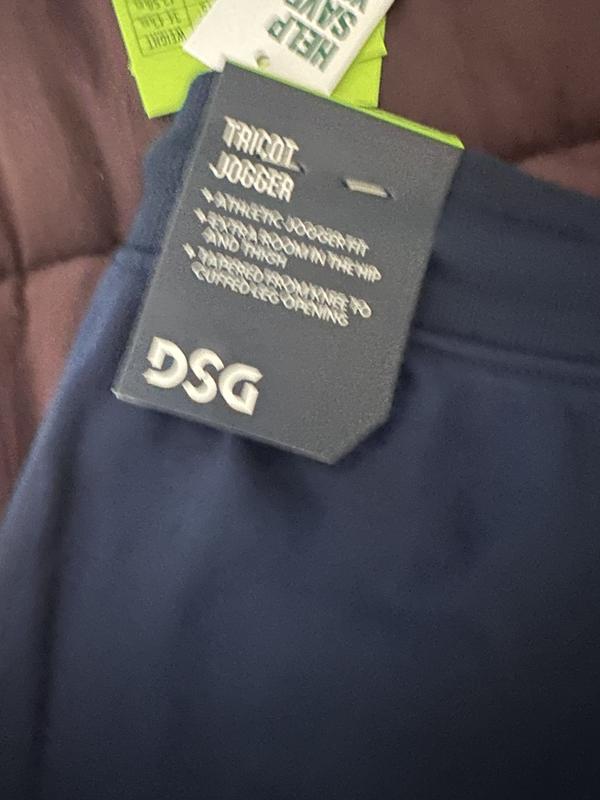 HELP
SAVE
WEIGHT
TRICOT
JOGGER
ATHLETIC JOGGER FIT
EXTRA ROOM IN THE HIP
AND THIGH
TAPERED FROM KNEE TO
CUFFED LEG OPENING
DSG